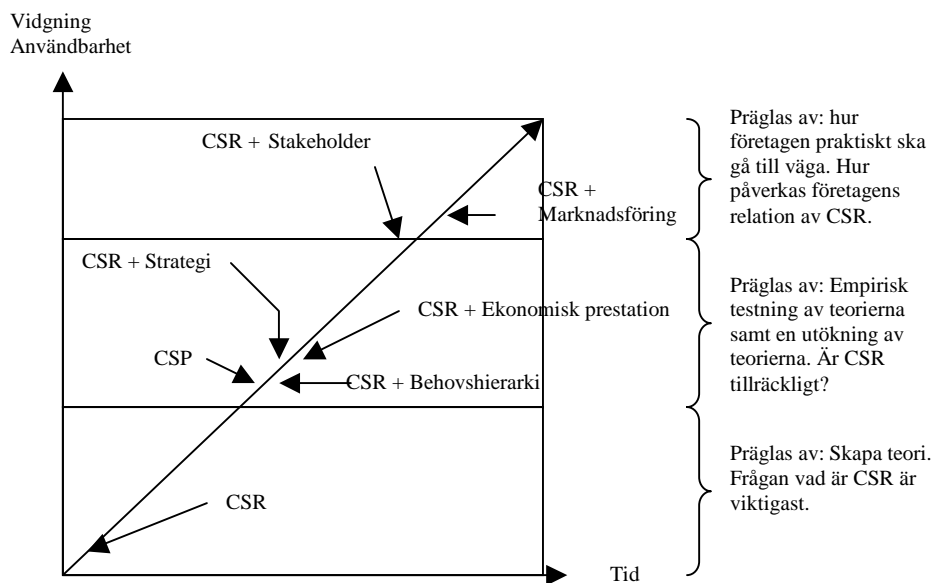 Vidgning
Användbarhet
CSR + Stakeholder
CSR +
Marknadsföring
CSR + Strategi
CSR + Ekonomisk prestation
CSP
CSR + Behovshierarki
CSR
Tid
Präglas av: hur
företagen praktiskt ska
gå till väga. Hur
påverkas företagens
relation av CSR.
Präglas av: Empirisk
testning av teorierna
samt en utökning av
teorierna. Är CSR
tillräckligt?
Präglas av: Skapa teori.
Frågan vad är CSR är
viktigast.